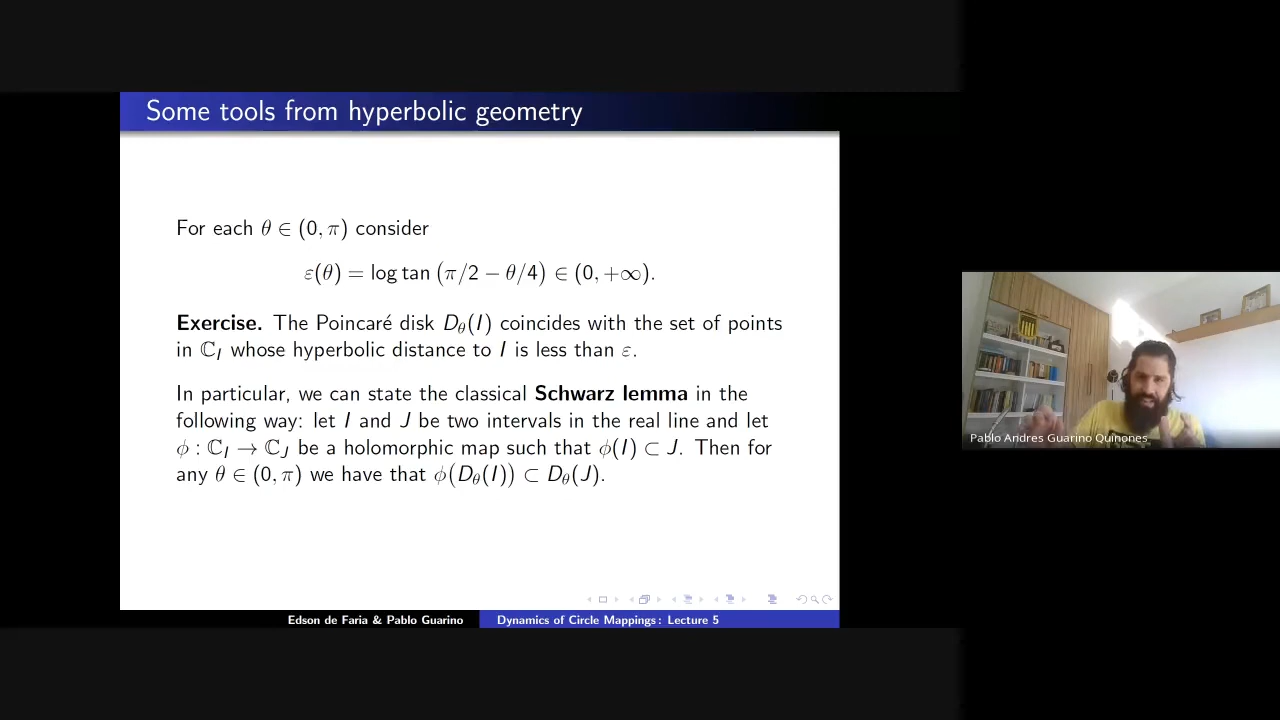 Some tools from hyperbolic geometry
For each θ ∈ (0, π) consider
ε(θ) = log tan (π/2 − θ/4) ∈ (0, +∞).
Exercise. The Poincaré disk D_θ(I) coincides with the set of points
in ℂ_I whose hyperbolic distance to I is less than ε.
In particular, we can state the classical Schwarz lemma in the
following way: let I and J be two intervals in the real line and let
ϕ : ℂ_I → ℂ_J be a holomorphic map such that ϕ(I) ⊂ J. Then for
any θ ∈ (0, π) we have that ϕ(D_θ(I)) ⊂ D_θ(J).
Edson de Faria & Pablo Guarino
Dynamics of Circle Mappings: Lecture 5
Pablo Andres Guarino Quinones